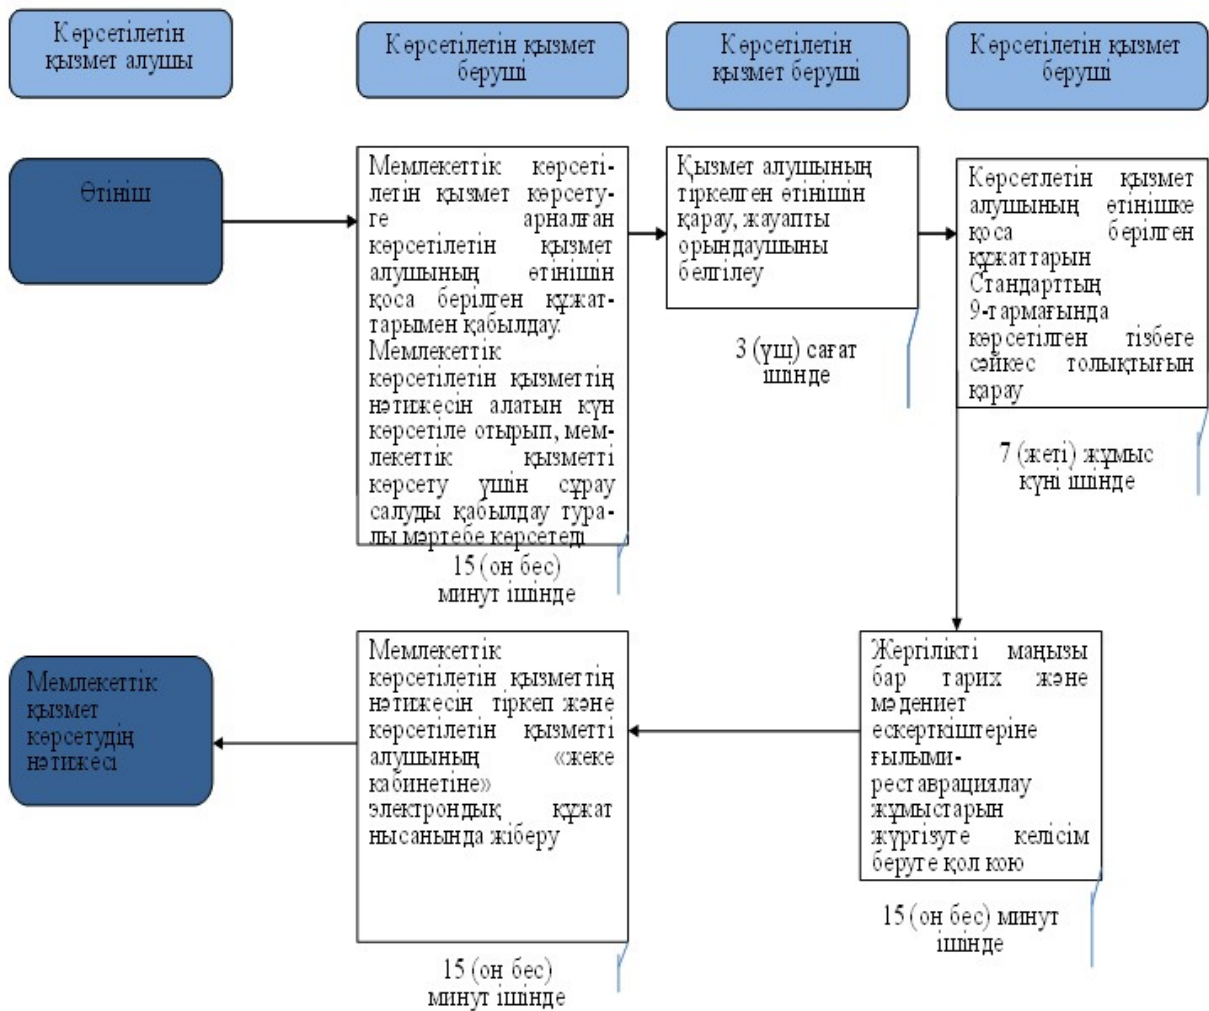 Көрсетілетін
қызмет алушы
Көрсетілетін қызмет
беруші
Көрсетілетін
қызмет беруші
Көрсетілетін қызмет
беруші
Өтініш
Мемлекеттік көрсеті-
летін қызмет көрсету-
ге арналған
көрсетілетін қызмет
алушының өтінішін
қоса берілген құжат-
тарымен қабылдау.
Мемлекеттік
көрсетілетін қызметтің
нәтижесін алатын күн
көрсетіле отырып, мем-
лекеттік қызметті
көрсету үшін сұрау
салуды қабылдау тура-
лы мәртебе көрсетеді
15 (он бес)
минут ішінде
Қызмет алушының
тіркелген өтінішін
қарау, жауапты
орындаушыны
белгілеу
3 (үш) сағат
ішінде
Көрсетлетін қызмет
алушының өтінішке
қоса берілген
құжаттарын
Стандарттың
9-тармағында
көрсетілген тізбеге
сәйкес толықтығын
қарау
7 (жеті) жұмыс
күні ішінде
Мемлекеттік
қызмет
көрсетудің
нәтижесі
Мемлекеттік
көрсетілетін қызметтің
нәтижесін тіркеп және
көрсетілетін қызметті
алушының «жеке
кабинетіне»
электрондық құжат
нысанында жіберу
15 (он бес)
минут ішінде
Жергілікті маңызы
бар тарих және
мәдениет
ескерткіштеріне
ғылыми-
реставрациялау
жұмыстарын
жүргізуге келісім
беруге қол кою
15 (он бес) минут
ішінде